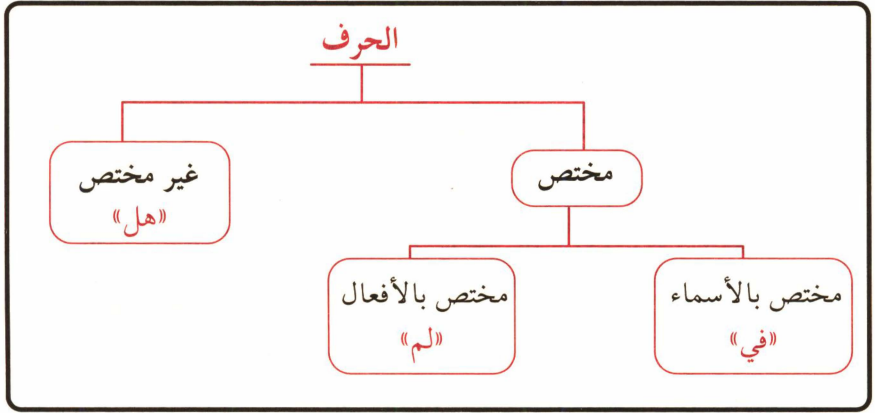 الحرف
مختص
غير مختص
«هل»
مختص بالأسماء
«في»
مختص بالأفعال
«لم»